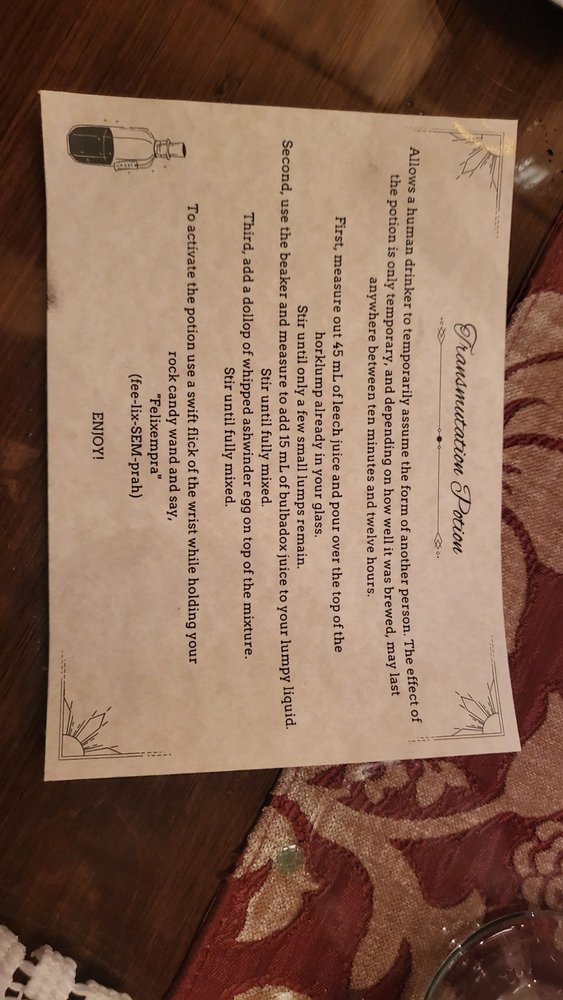 Transmutation Potion
Allows a human drinker to temporarily assume the form of another person. The effect of
the potion is only temporary, and depending on how well it was brewed, may last
anywhere between ten minutes and twelve hours.
First, measure out 45 mL of leech juice and pour over the top of the
horklump already in your glass.
Stir until only a few small lumps remain.
Second, use the beaker and measure to add 15 mL of bulbadox juice to your lumpy liquid.
Stir until fully mixed.
Third, add a dollop of whipped ashwinder egg on top of the mixture.
Stir until fully mixed.
To activate the potion use a swift flick of the wrist while holding your
rock candy wand and say,
"Felixempra"
(fee-lix-SEM-prah)
ENJOY!